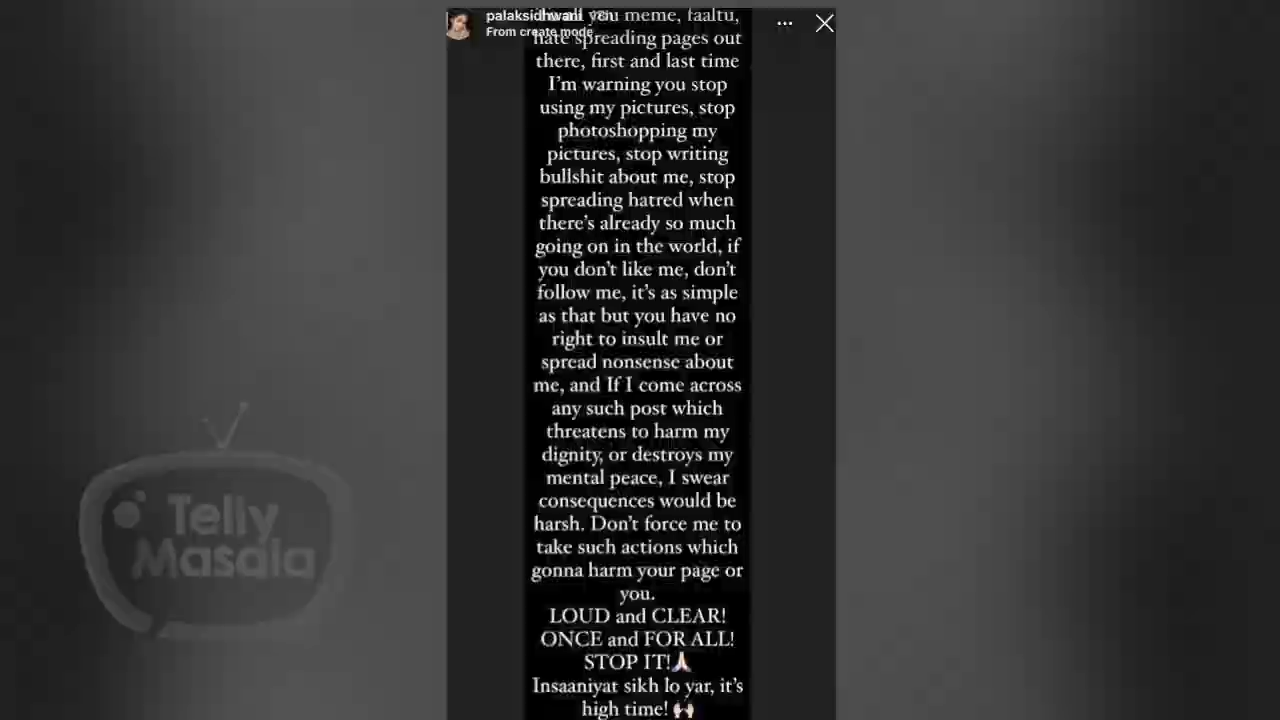 palaksidhwani 18h
From create mode
all you meme, faaltu,
hate spreading pages out
there, first and last time
I'm warning you stop
using my pictures, stop
photoshopping my
pictures, stop writing
bullshit about me, stop
spreading hatred when
there's already so much
going on in the world, if
you don't like me, don't
follow me, it's as simple
as that but you have no
right to insult me or
spread nonsense about
me, and If I come across
any such post which
threatens to harm my
dignity, or destroys my
mental peace, I swear
consequences would be
harsh. Don't force me to
take such actions which
gonna harm your page or
you.
LOUD and CLEAR!
ONCE and FOR ALL!
STOP IT!🙏🏻
Insaaniyat sikh lo yar, it's
high time! 🙌🏻
Telly
Masala